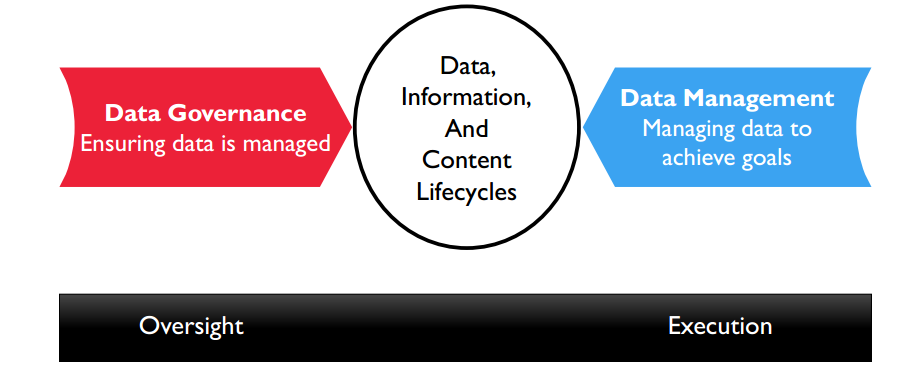 Data Governance
Ensuring data is managed
Data,
Information,
And
Content
Lifecycles
Data Management
Managing data to
achieve goals
Oversight
Execution